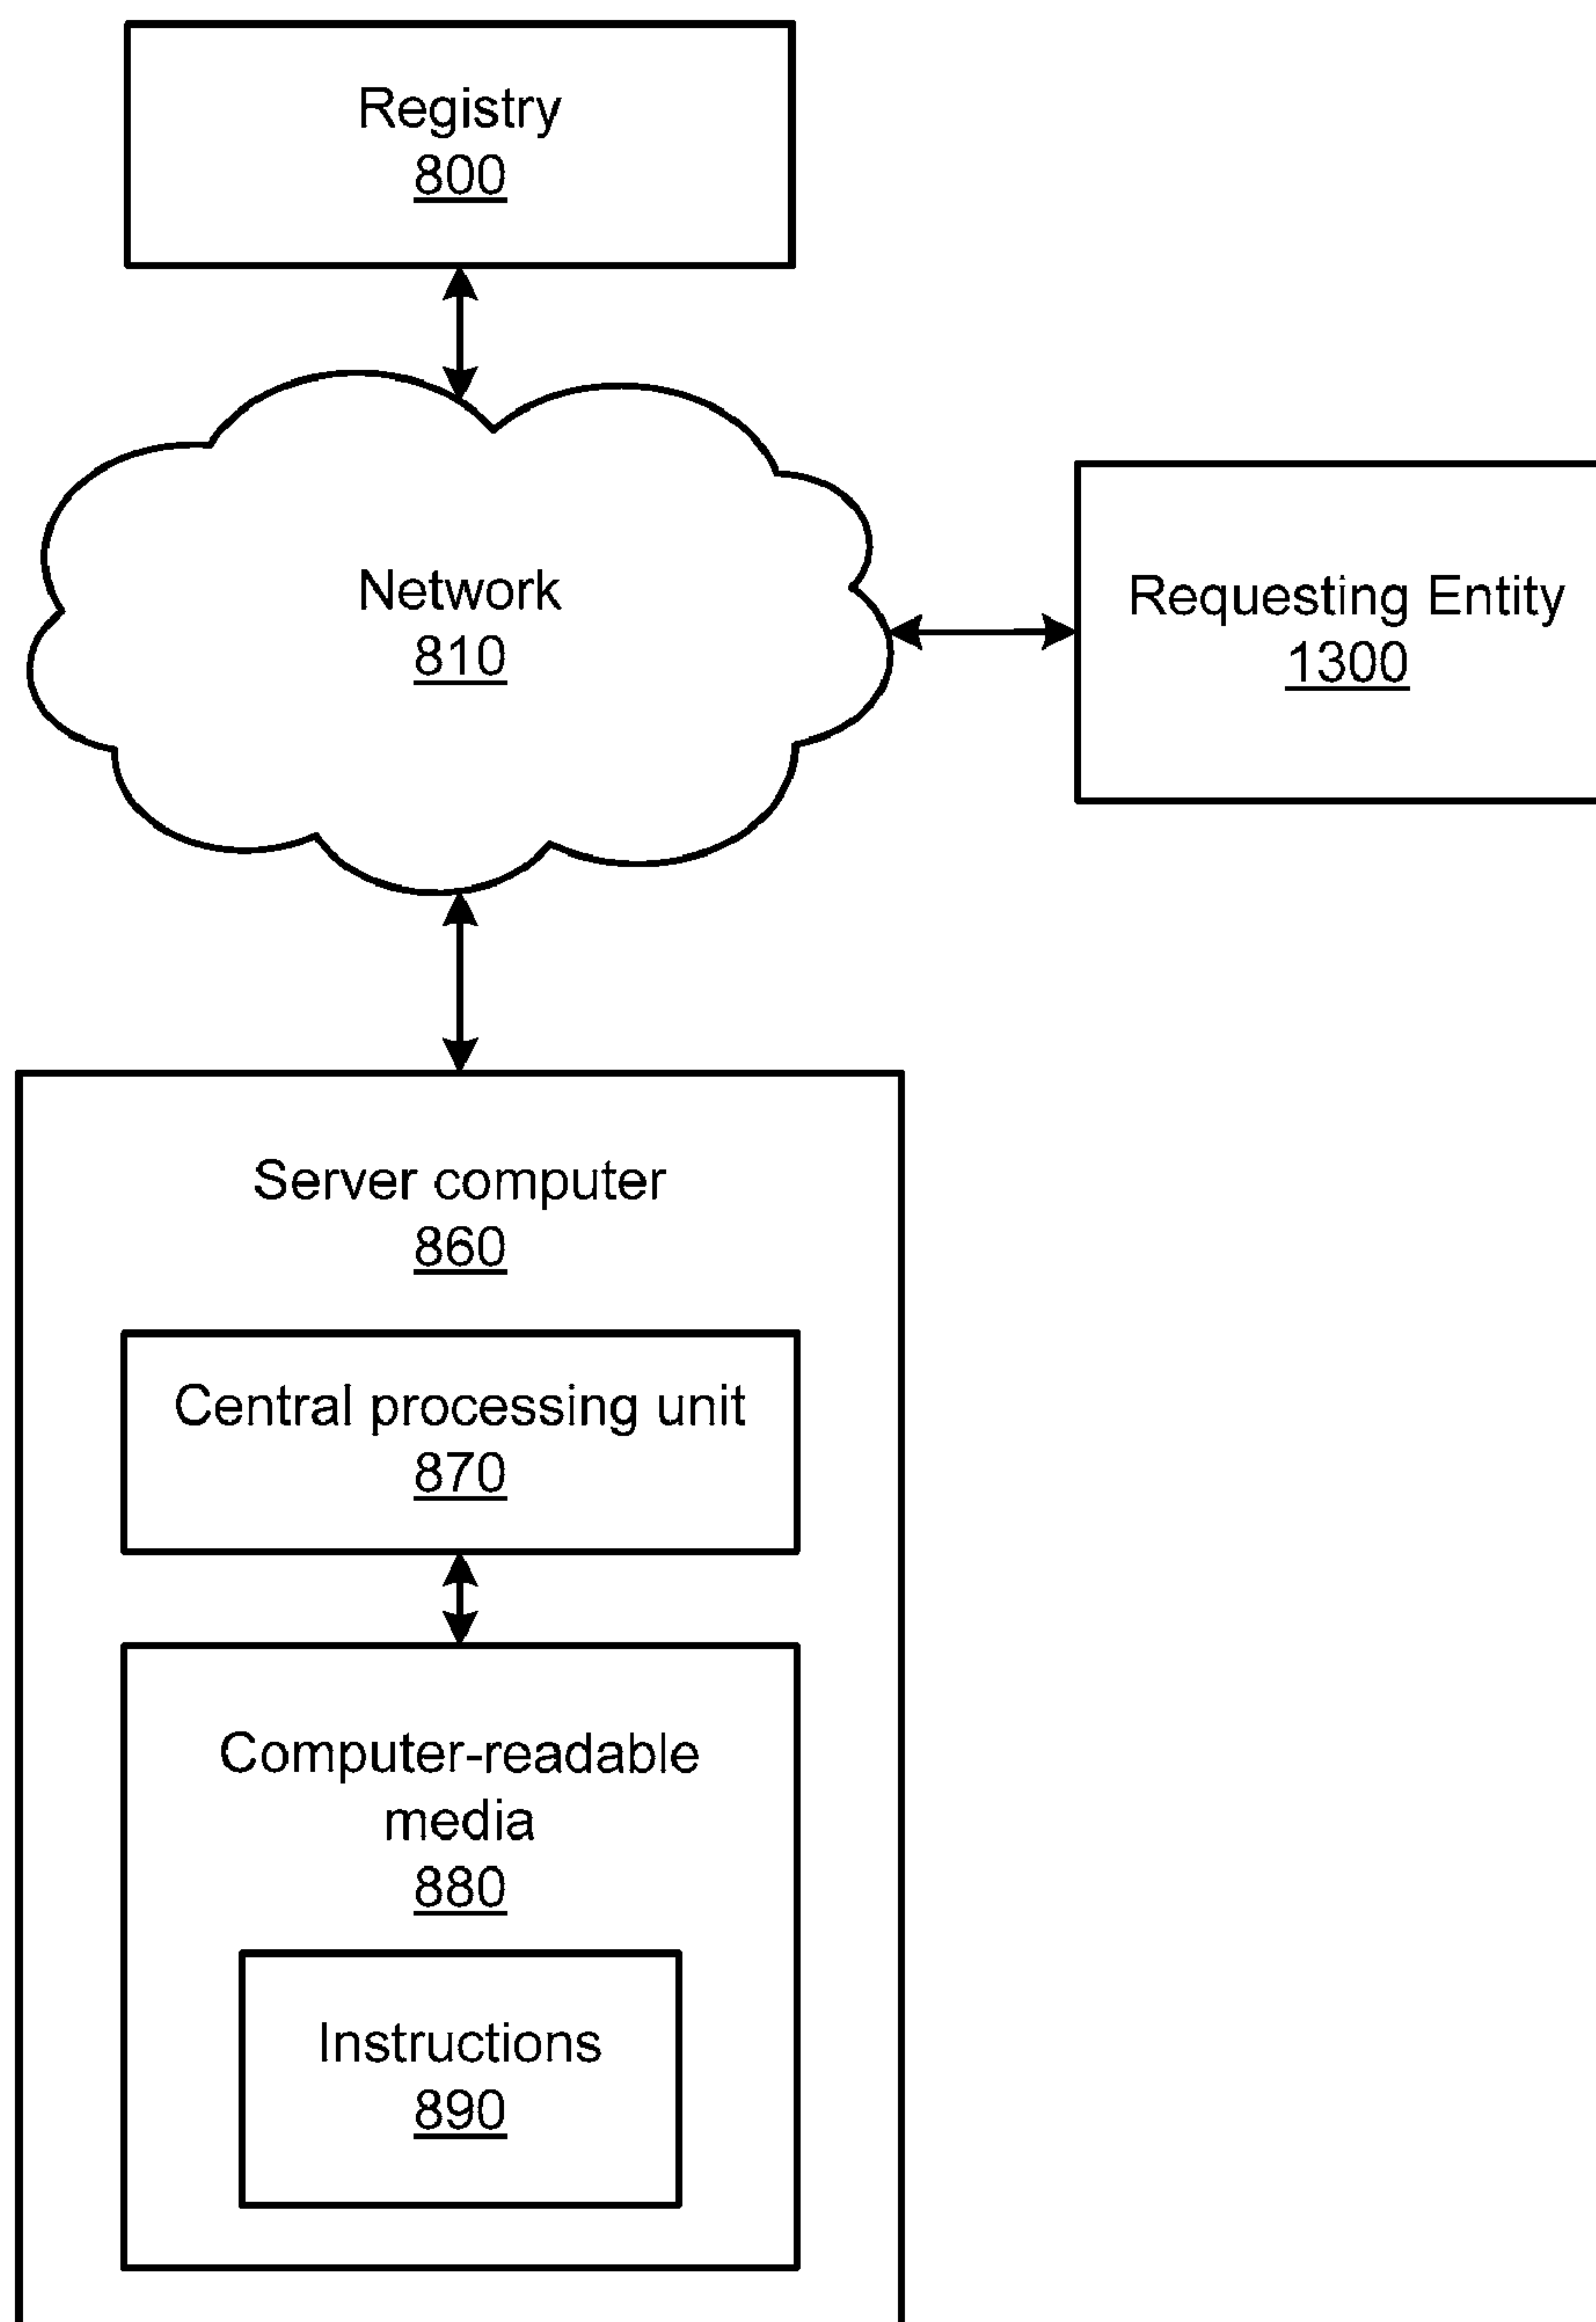 Registry
800
Network
810
Requesting Entity
1300
Server computer
860
Central processing unit
870
Computer-readable
media
880
Instructions
890